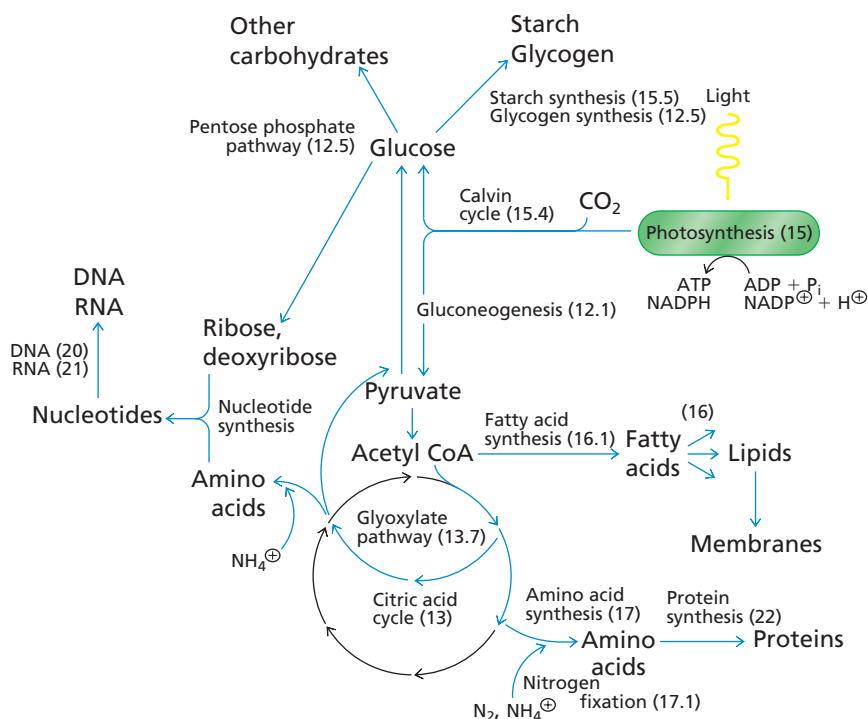 Other
carbohydrates
Starch
Glycogen
Starch synthesis (15.5)
Glycogen synthesis (12.5)
Light
Pentose phosphate
pathway (12.5)
Glucose
Calvin
cycle (15.4)
CO₂
Photosynthesis (15)
ATP
NADPH
ADP + Pᵢ
NADP⊕ + H⊕
DNA
RNA
Gluconeogenesis (12.1)
Ribose,
deoxyribose
DNA (20)
RNA (21)
Nucleotides
Nucleotide
synthesis
Pyruvate
Fatty acid
synthesis (16.1)
(16)
Acetyl CoA
Fatty
acids
Lipids
Amino
acids
Glyoxylate
pathway (13.7)
Membranes
NH₄⊕
Citric acid
cycle (13)
Amino acid
synthesis (17)
Protein
synthesis (22)
Amino
acids
Proteins
Nitrogen
fixation (17.1)
N₂, NH₄⊕